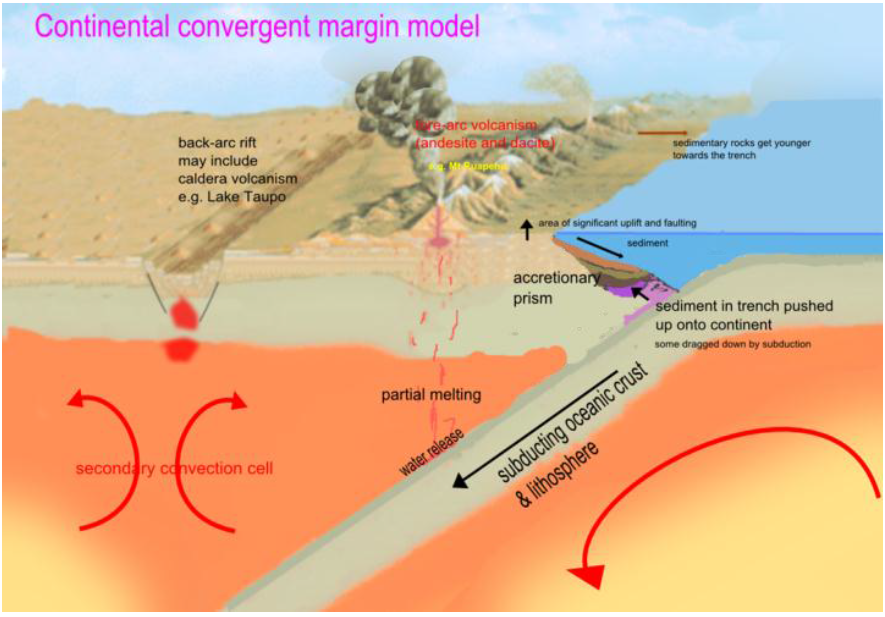 Continental convergent margin model
back-arc rift
may include
caldera volcanism
e.g. Lake Taupo
fore-arc volcanism
(andesite and dacite)
e.g. Mt Ruapehu
sedimentary rocks get younger
towards the trench
area of significant uplift and faulting
sediment
accretionary
prism
sediment in trench pushed
up onto continent
some dragged down by subduction
partial melting
water release
subducting oceanic crust
& lithosphere
secondary convection cell